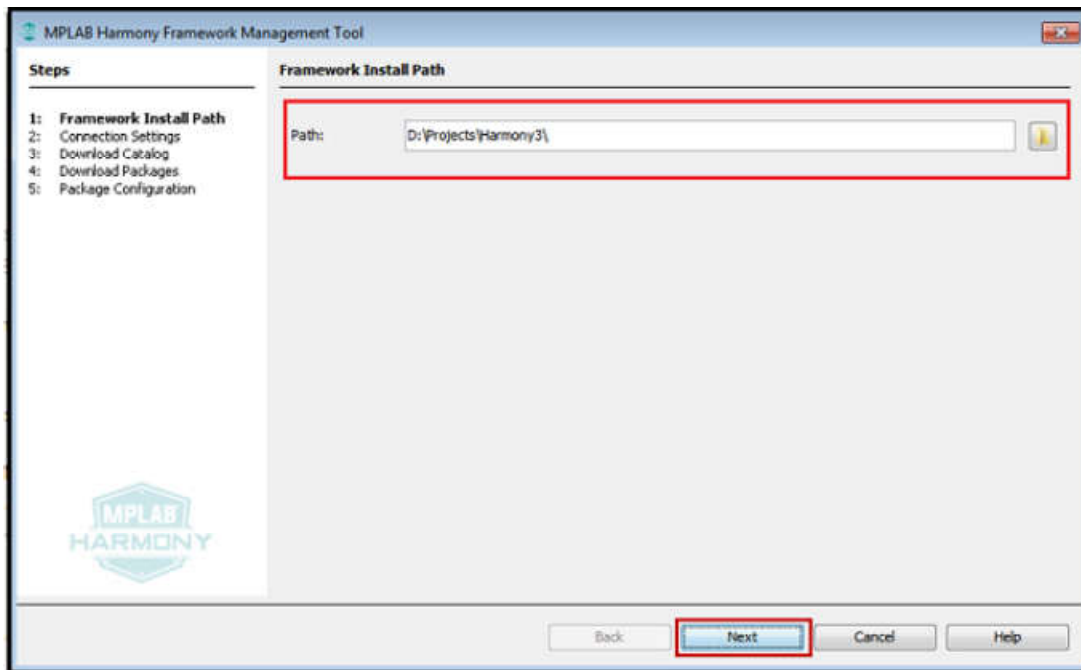 MPLAB Harmony Framework Management Tool
Steps
1: Framework Install Path
2: Connection Settings
3: Download Catalog
4: Download Packages
5: Package Configuration
MPLAB
HARMONY
Framework Install Path
Path: D:\Projects\Harmony3\
Back Next Cancel Help